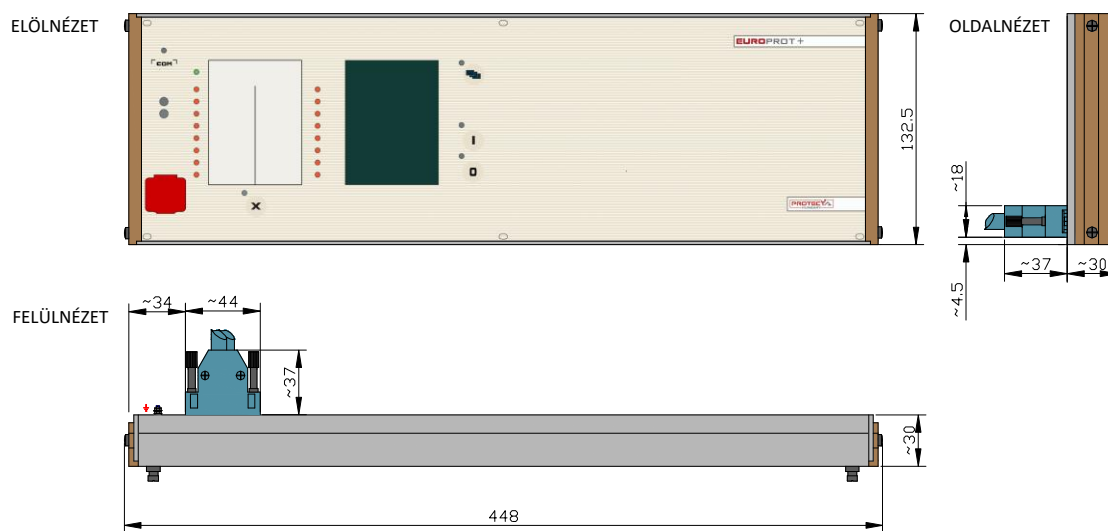 ELÖLNÉZET
COM
EUROPROT+
X
I
O
PROTECTA
132.5
OLDALNÉZET
~18
~4.5
~37
~30
FELÜLNÉZET
~34
~44
~37
~30
448